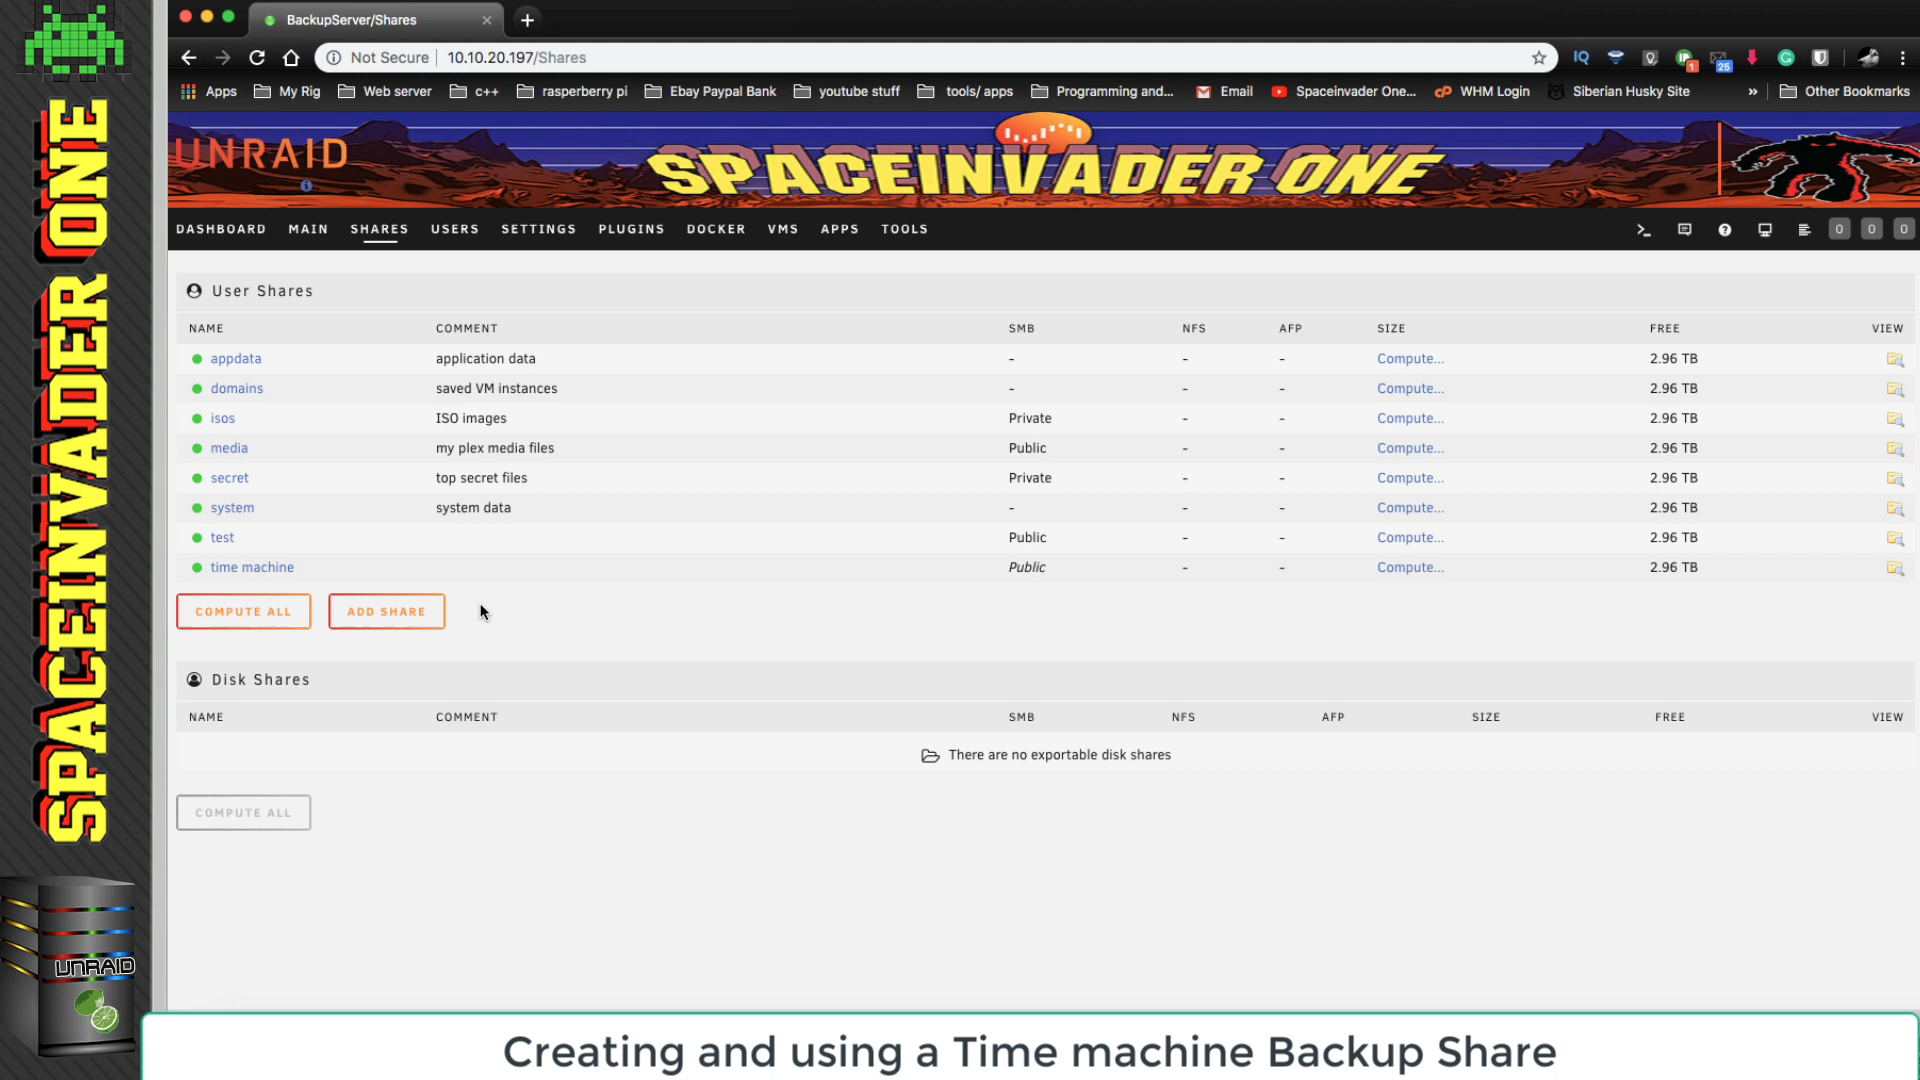 SPACEINVADER ONE
UNRAID
BackupServer/Shares
Not Secure 10.10.20.197/Shares
IQ 1 25
Apps My Rig Web server c++ rasperberry pi Ebay Paypal Bank youtube stuff tools/ apps Programming and... Email Spaceinvader One... WHM Login Siberian Husky Site » Other Bookmarks
UNRAID SPACEINVADER ONE
DASHBOARD MAIN SHARES USERS SETTINGS PLUGINS DOCKER VMS APPS TOOLS 0 0 0
User Shares
NAME COMMENT SMB NFS AFP SIZE FREE VIEW
appdata application data - - - Compute... 2.96 TB
domains saved VM instances - - - Compute... 2.96 TB
isos ISO images Private - - Compute... 2.96 TB
media my plex media files Public - - Compute... 2.96 TB
secret top secret files Private - - Compute... 2.96 TB
system system data - - - Compute... 2.96 TB
test Public - - Compute... 2.96 TB
time machine Public - - Compute... 2.96 TB
COMPUTE ALL ADD SHARE
Disk Shares
NAME COMMENT SMB NFS AFP SIZE FREE VIEW
There are no exportable disk shares
COMPUTE ALL
Creating and using a Time machine Backup Share